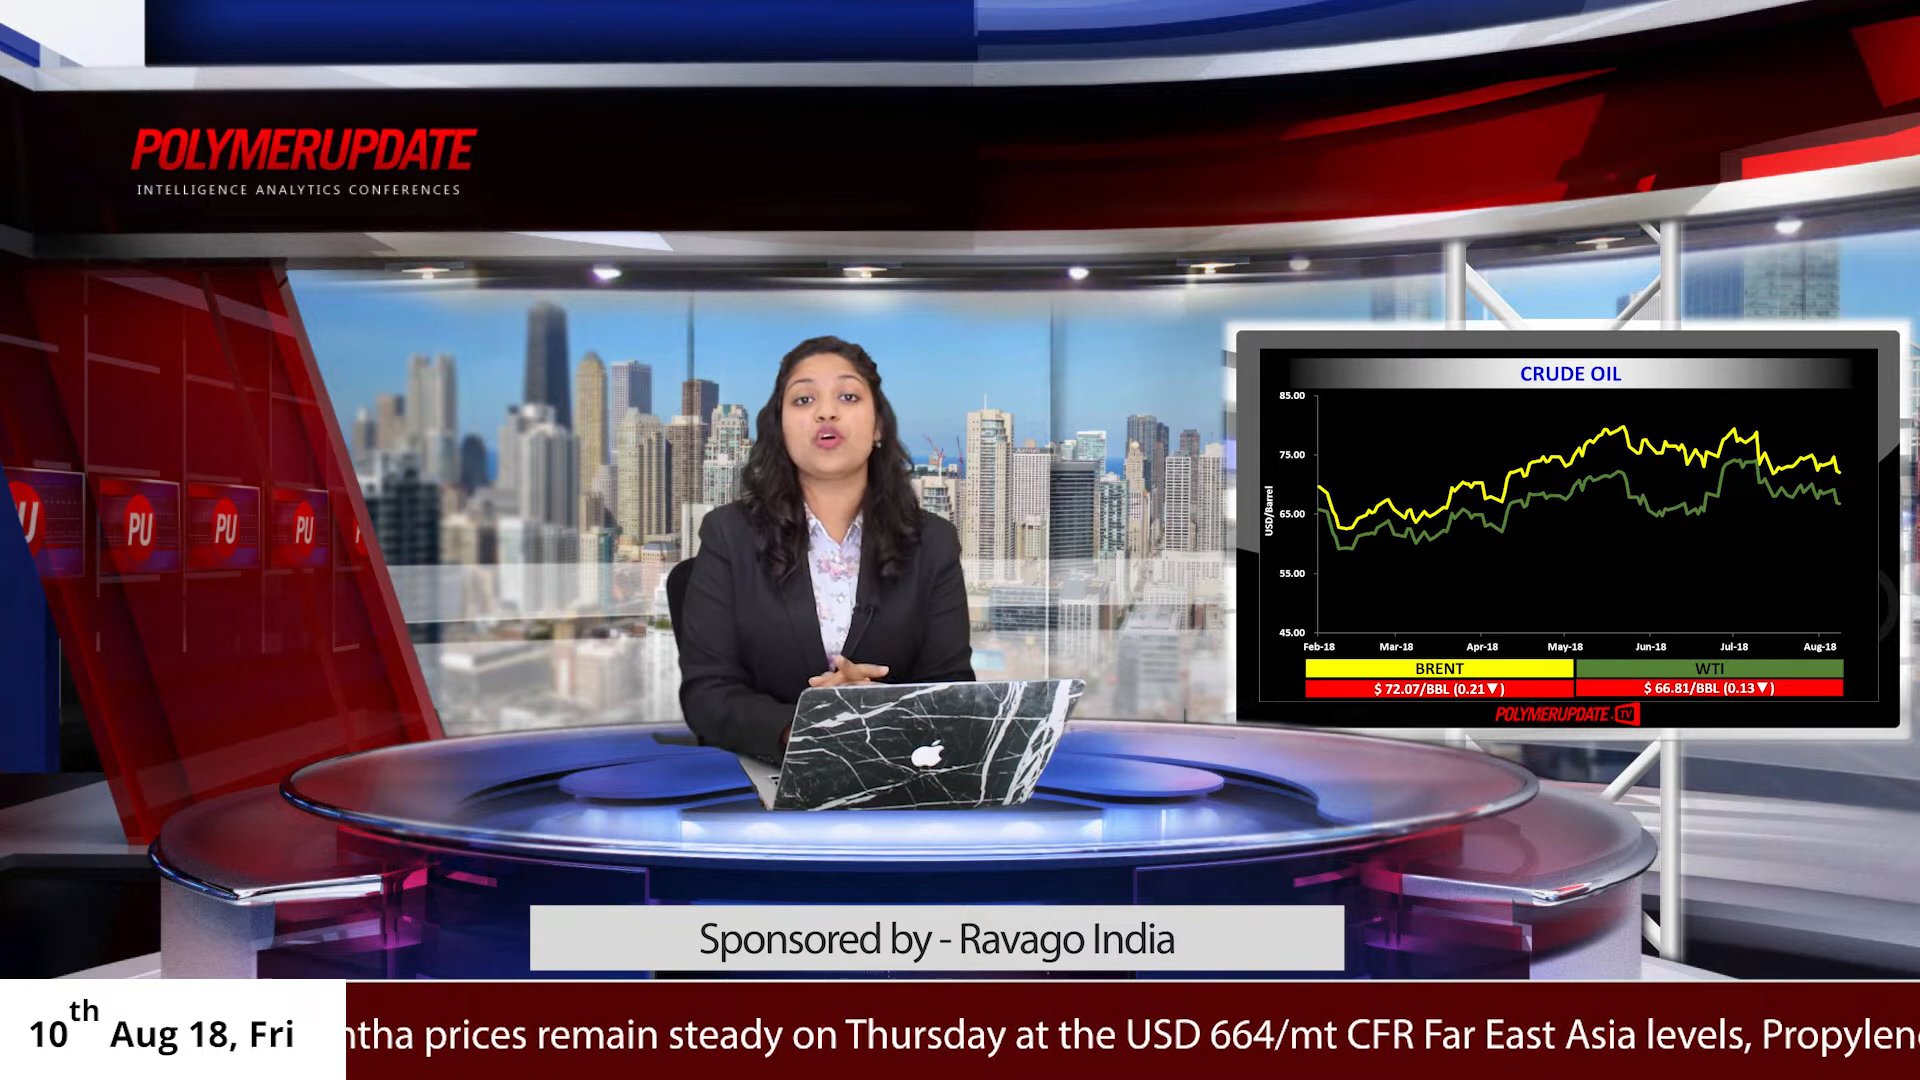 POLYMERUPDATE
INTELLIGENCE ANALYTICS CONFERENCES
PU PU PU
CRUDE OIL
85.00
75.00
65.00
55.00
45.00
USD/Barrel
Feb-18 Mar-18 Apr-18 May-18 Jun-18 Jul-18 Aug-18
BRENT WTI
$ 72.07/BBL (0.21▼) $ 66.81/BBL (0.13▼)
POLYMERUPDATE TV
Sponsored by - Ravago India
10th Aug 18, Fri
prices remain steady on Thursday at the USD 664/mt CFR Far East Asia levels,